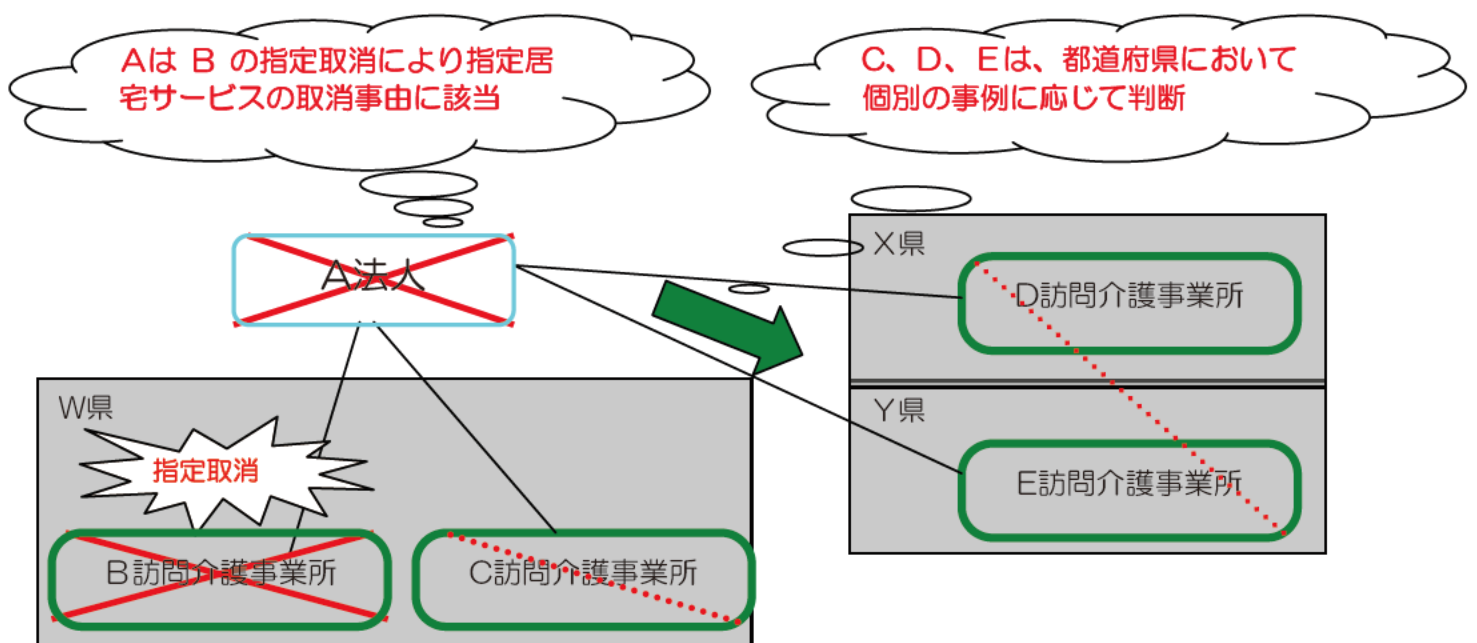 AはB の指定取消により指定居
宅サービスの取消事由に該当
C、D、Eは、都道府県において
個別の事例に応じて判断
A法人
X県
D訪問介護事業所
Y県
E訪問介護事業所
W県
指定取消
B訪問介護事業所
C訪問介護事業所